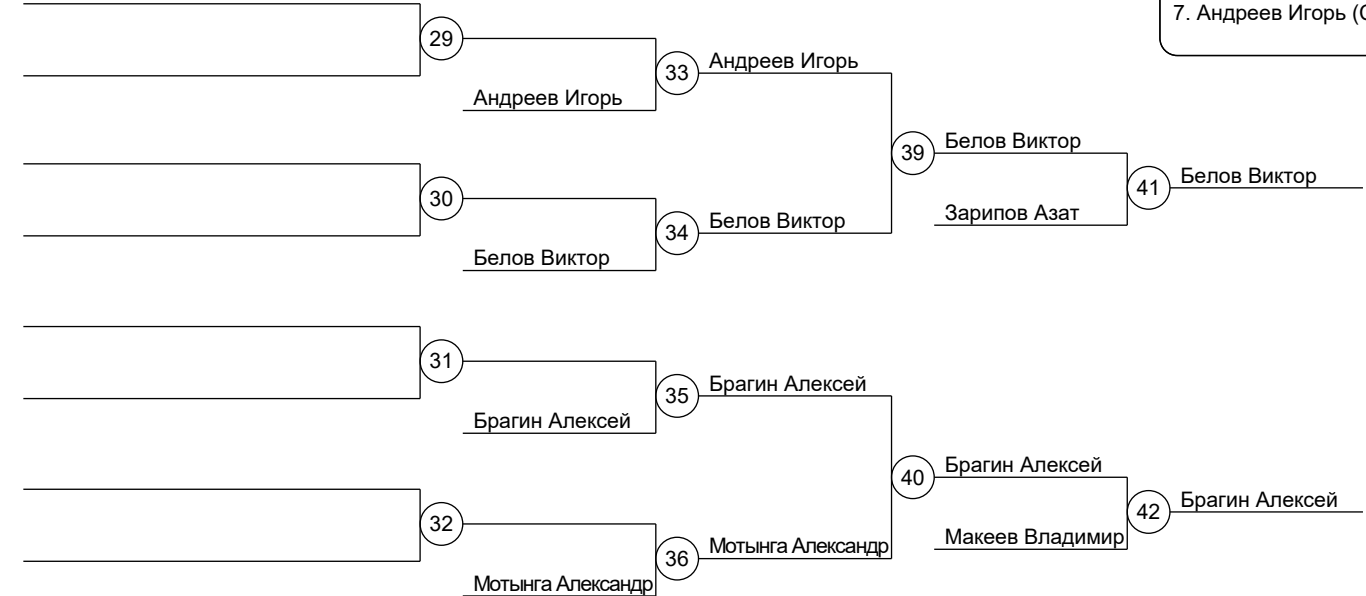 7. Андреев Игорь (
29
Андреев Игорь
33
Андреев Игорь
39
Белов Виктор
41
Белов Виктор
30
Зарипов Азат
34
Белов Виктор
Белов Виктор
31
35
Брагин Алексей
Брагин Алексей
40
Брагин Алексей
42
Брагин Алексей
32
Макеев Владимир
36
Мотынга Александр
Мотынга Александр